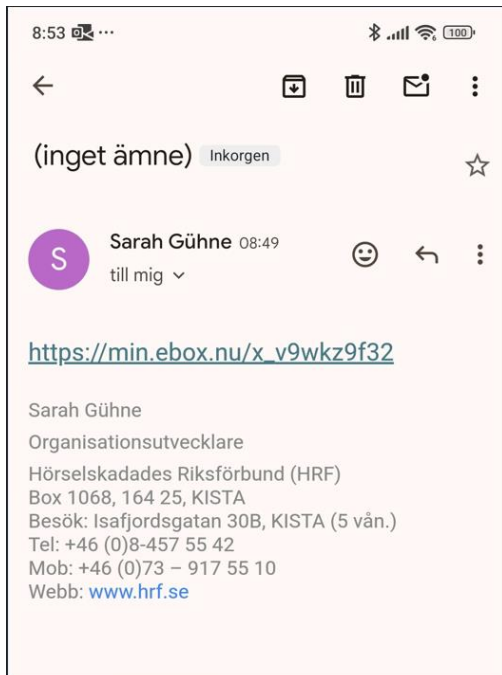 8:53
100
(inget ämne) Inkorgen
S
Sarah Gühne 08:49
till mig
https://min.ebox.nu/x_v9wkz9f32
Sarah Gühne
Organisationsutvecklare
Hörselskadades Riksförbund (HRF)
Box 1068, 164 25, KISTA
Besök: Isafjordsgatan 30B, KISTA (5 vån.)
Tel: +46 (0)8-457 55 42
Mob: +46 (0)73 – 917 55 10
Webb: www.hrf.se